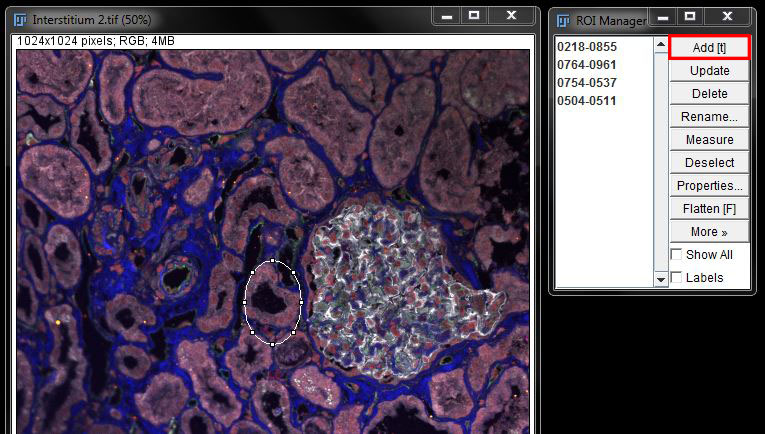 Interstitium 2.tif (50%)
1024x1024 pixels; RGB; 4MB
ROI Manager
0218-0855
0764-0961
0754-0537
0504-0511
Add [t]
Update
Delete
Rename...
Measure
Deselect
Properties...
Flatten [F]
More »
Show All
Labels